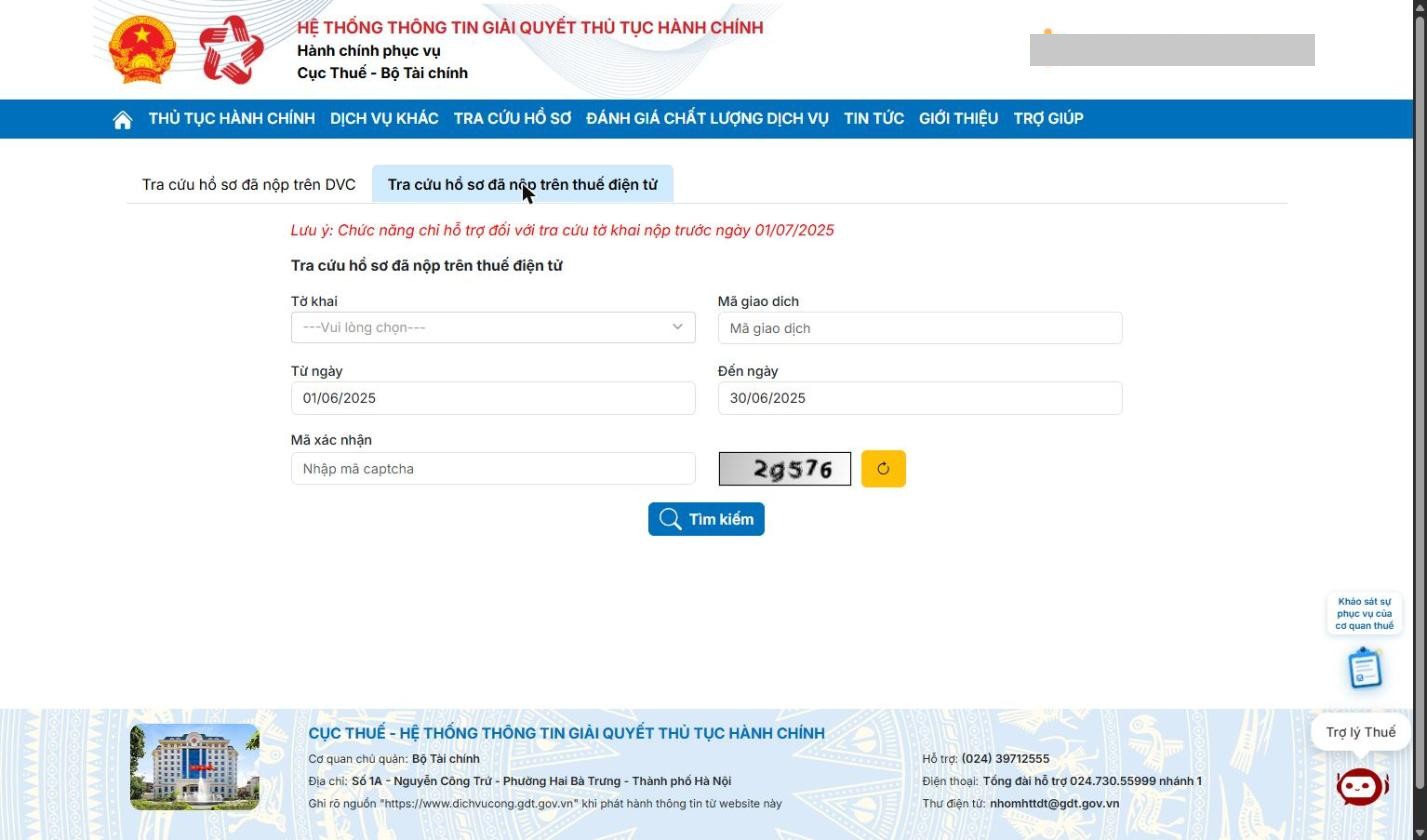 HỆ THỐNG THÔNG TIN GIẢI QUYẾT THỦ TỤC HÀNH CHÍNH
Hành chính phục vụ
Cục Thuế - Bộ Tài chính
THỦ TỤC HÀNH CHÍNH DỊCH VỤ KHÁC TRA CỨU HỒ SƠ ĐÁNH GIÁ CHẤT LƯỢNG DỊCH VỤ TIN TỨC GIỚI THIỆU TRỢ GIÚP
Tra cứu hồ sơ đã nộp trên DVC Tra cứu hồ sơ đã nộp trên thuế điện tử
Lưu ý: Chức năng chỉ hỗ trợ đối với tra cứu tờ khai nộp trước ngày 01/07/2025
Tra cứu hồ sơ đã nộp trên thuế điện tử
Tờ khai Mã giao dich
---Vui lòng chọn--- Mã giao dịch
Từ ngày Đến ngày
01/06/2025 30/06/2025
Mã xác nhận
Nhập mã captcha 2g576
Tìm kiếm
Khảo sát sự
phục vụ của
cơ quan thuế
Trợ lý Thuế
CỤC THUẾ - HỆ THỐNG THÔNG TIN GIẢI QUYẾT THỦ TỤC HÀNH CHÍNH
Cơ quan chủ quản: Bộ Tài chính Hỗ trợ: (024) 39712555
Địa chỉ: Số 1A - Nguyễn Công Trứ - Phường Hai Bà Trưng - Thành phố Hà Nội Điện thoại: Tổng đài hỗ trợ 024.730.55999 nhánh 1
Ghi rõ nguồn "https://www.dichvucong.gdt.gov.vn" khi phát hành thông tin từ website này Thư điện tử: nhomhttdt@gdt.gov.vn